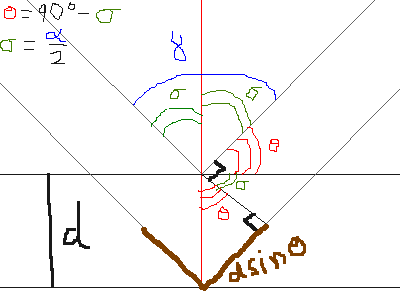 θ = 90° - σ
σ = α/2
γ
σ
σ
θ
σ
θ
d
dsinθ